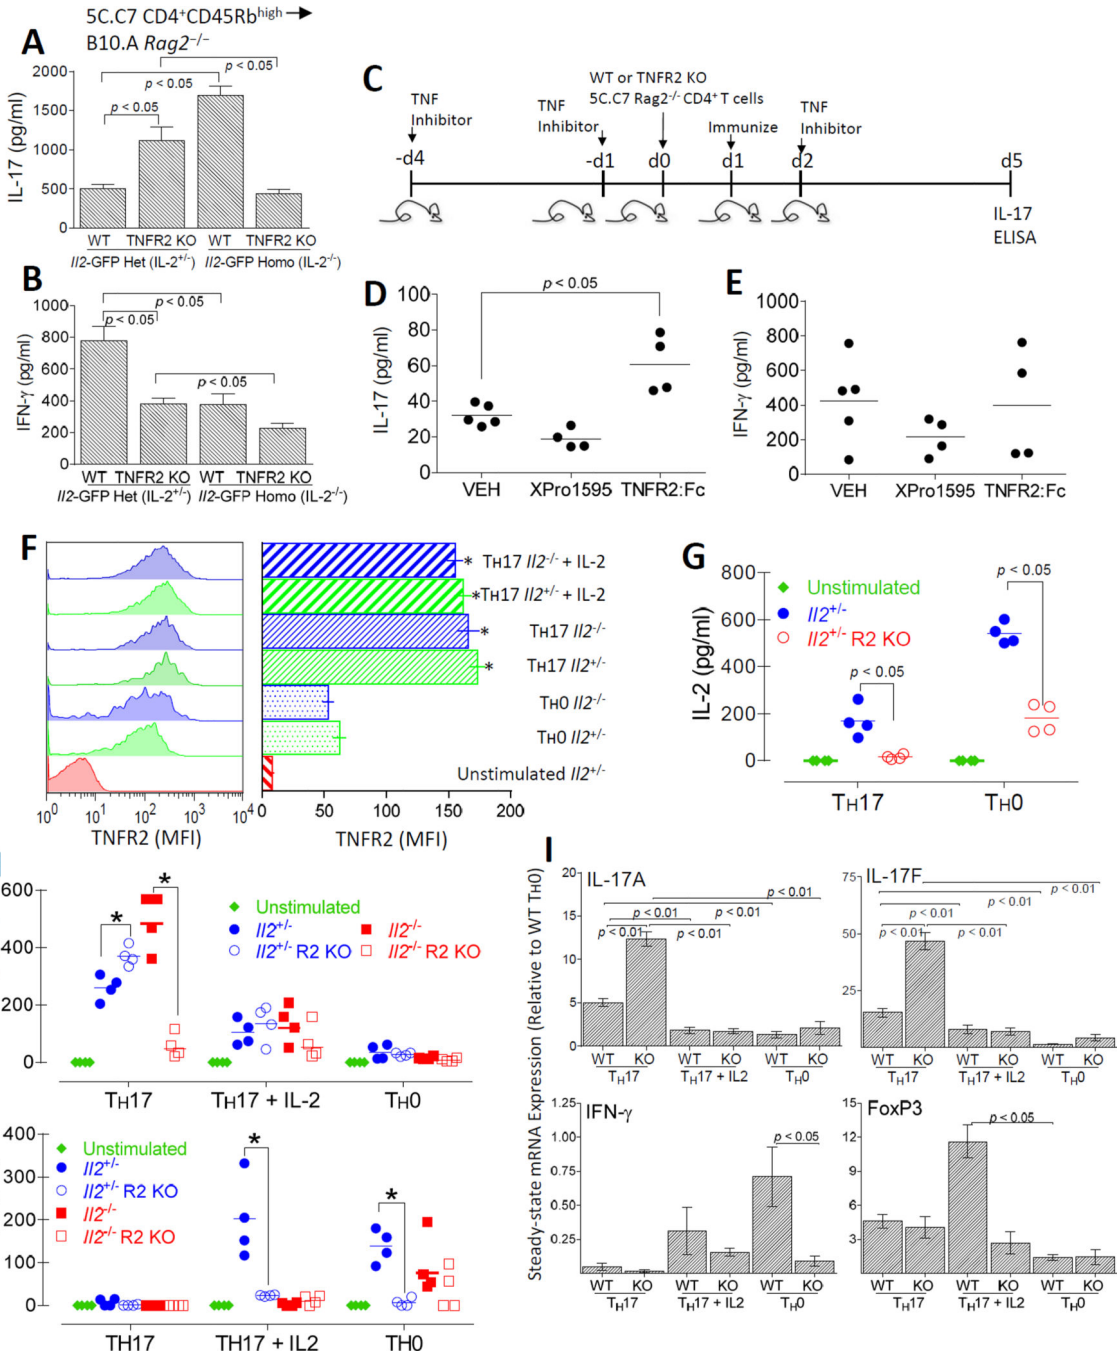 5C.C7 CD4⁺CD45Rb^high →
A
B10.A Rag2⁻/⁻
p < 0.05
p < 0.05
p < 0.05
2000
1500
1000
500
0
IL-17 (pg/ml)
WT TNFR2 KO WT TNFR2 KO
Il2-GFP Het (IL-2⁺/⁻) Il2-GFP Homo (IL-2⁻/⁻)
B
p < 0.05
p < 0.05
p < 0.05
1000
800
600
400
200
0
IFN-γ (pg/ml)
WT TNFR2 KO WT TNFR2 KO
Il2-GFP Het (IL-2⁺/⁻) Il2-GFP Homo (IL-2⁻/⁻)
C
WT or TNFR2 KO
5C.C7 Rag2⁻/⁻ CD4⁺ T cells
TNF
Inhibitor
TNF
Inhibitor
Immunize
TNF
Inhibitor
-d4 -d1 d0 d1 d2 d5
IL-17
ELISA
D
p < 0.05
100
80
60
40
20
0
IL-17 (pg/ml)
VEH XPro1595 TNFR2:Fc
E
1000
800
600
400
200
0
IFN-γ (pg/ml)
VEH XPro1595 TNFR2:Fc
F
* TH17 Il2⁻/⁻ + IL-2
* TH17 Il2⁺/⁻ + IL-2
* TH17 Il2⁻/⁻
* TH17 Il2⁺/⁻
TH0 Il2⁻/⁻
TH0 Il2⁺/⁻
Unstimulated Il2⁺/⁻
10⁰ 10¹ 10² 10³ 10⁴
TNFR2 (MFI)
0 50 100 150 200
TNFR2 (MFI)
G
p < 0.05
p < 0.05
800
600
400
200
0
IL-2 (pg/ml)
Unstimulated
Il2⁺/⁻
Il2⁺/⁻ R2 KO
TH17 TH0
600
400
200
0
* *
Unstimulated
Il2⁺/⁻ Il2⁻/⁻
Il2⁺/⁻ R2 KO Il2⁻/⁻ R2 KO
TH17 TH17 + IL-2 TH0
400
300
200
100
0
* *
Unstimulated
Il2⁺/⁻
Il2⁺/⁻ R2 KO
Il2⁻/⁻
Il2⁻/⁻ R2 KO
TH17 TH17 + IL2 TH0
I
Steady-state mRNA Expression (Relative to WT TH0)
IL-17A
20
15
10
5
0
p < 0.01
p < 0.01
p < 0.01
p < 0.01 p < 0.01
WT KO WT KO WT KO
TH17 TH17 + IL2 TH0
IL-17F
75
50
25
p < 0.01
p < 0.01
p < 0.01
p < 0.01 p < 0.01
WT KO WT KO WT KO
TH17 TH17 + IL2 TH0
IFN-γ
1.25
1.00
0.75
0.50
0.25
p < 0.05
WT KO WT KO WT KO
TH17 TH17 + IL2 TH0
FoxP3
15
12
9
6
3
p < 0.05
WT KO WT KO WT KO
TH17 TH17 + IL2 TH0